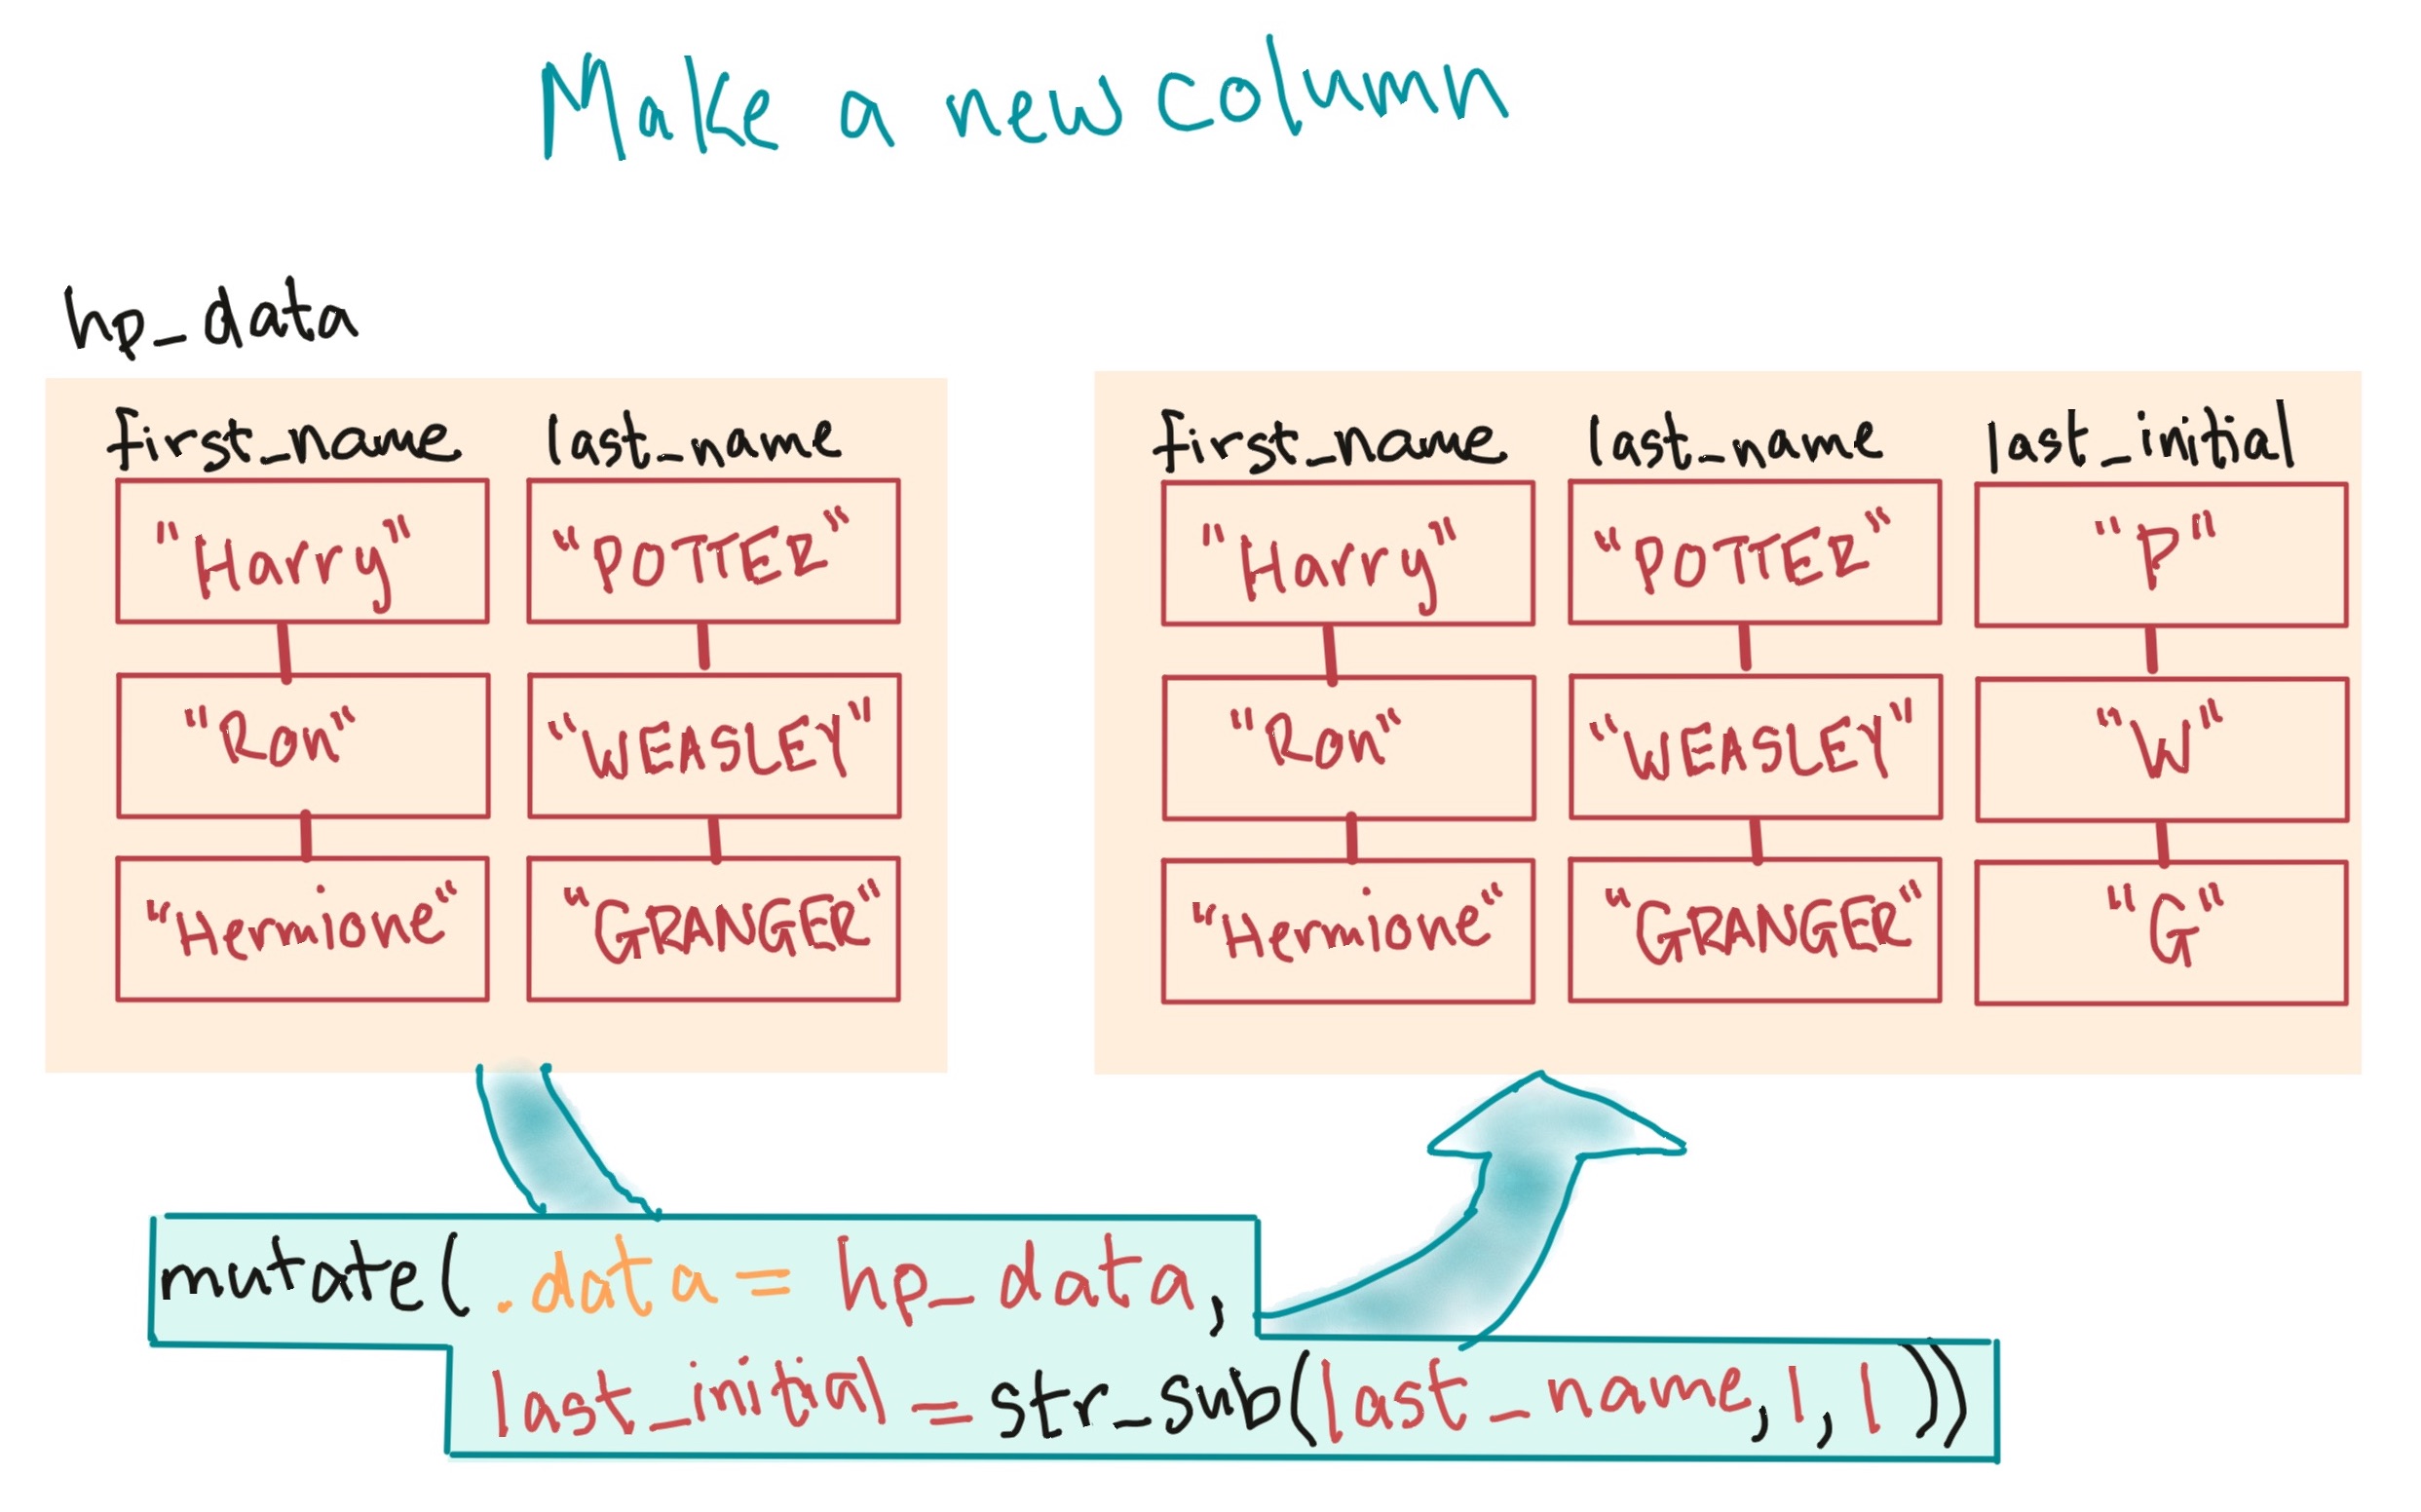 Make a new column
hp_data
first_name last_name
"Harry" "POTTER"
"Ron" "WEASLEY"
"Hermione" "GRANGER"
first_name last_name last_initial
"Harry" "POTTER" "P"
"Ron" "WEASLEY" "W"
"Hermione" "GRANGER" "G"
mutate(.data = hp_data,
last_initial = str_sub(last_name,1,1))